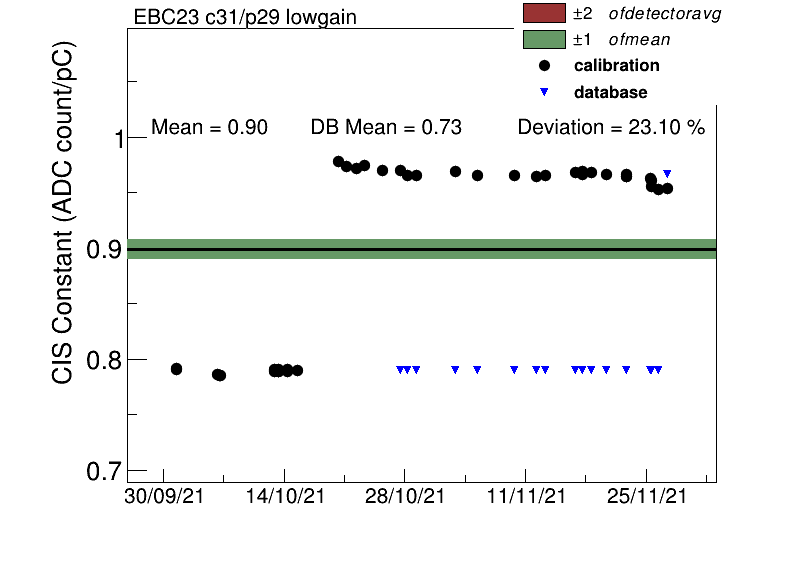 EBC23 c31/p29 lowgain
±2 ofdetectoravg
±1 ofmean
calibration
database
Mean = 0.90 DB Mean = 0.73 Deviation = 23.10 %
CIS Constant (ADC count/pC)
1
0.9
0.8
0.7
30/09/21 14/10/21 28/10/21 11/11/21 25/11/21